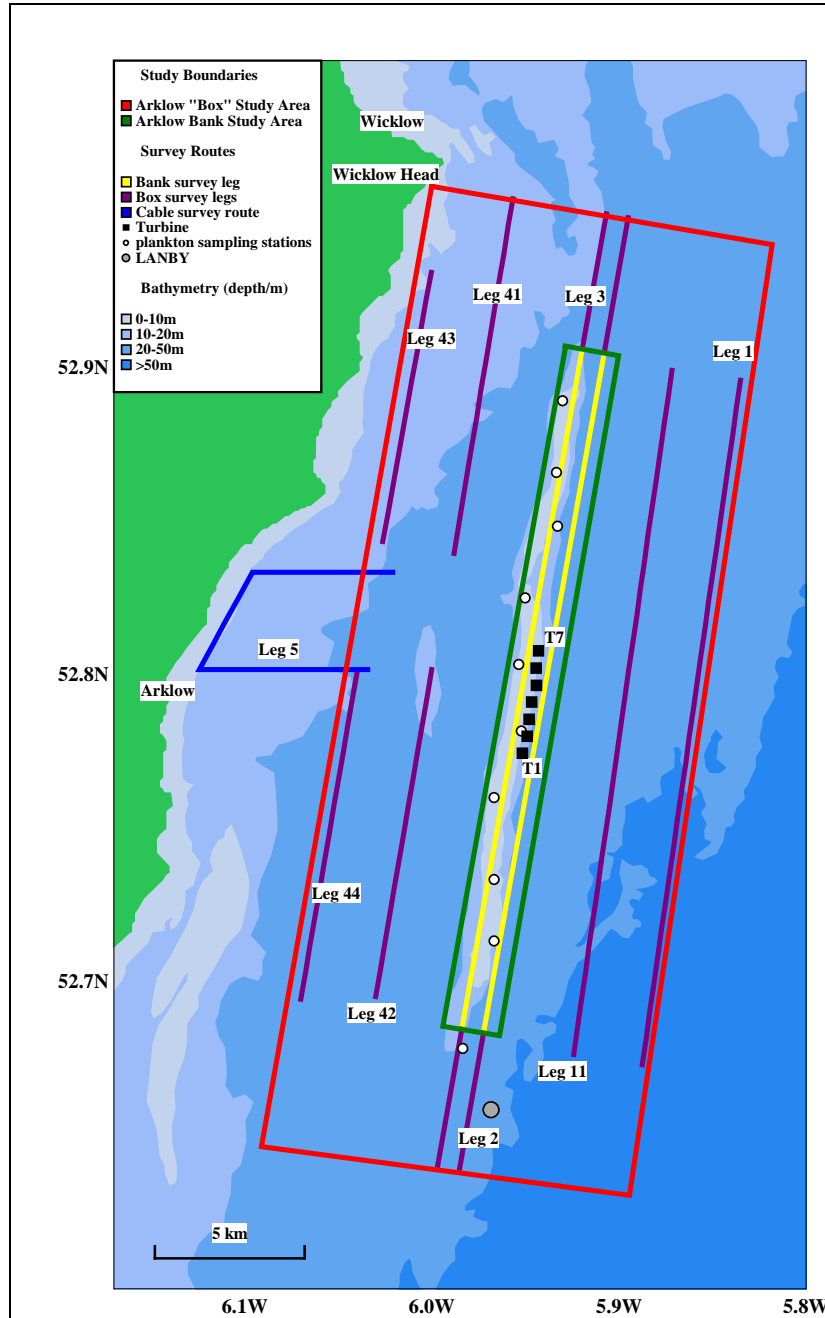 Study Boundaries
Arklow "Box" Study Area
Arklow Bank Study Area
Survey Routes
Bank survey leg
Box survey legs
Cable survey route
Turbine
plankton sampling stations
LANBY
Bathymetry (depth/m)
0-10m
10-20m
20-50m
>50m
Wicklow
Wicklow Head
Leg 41
Leg 3
Leg 43
Leg 1
52.9N
Leg 5
T7
52.8N
Arklow
T1
Leg 44
52.7N
Leg 42
Leg 11
Leg 2
5 km
6.1W
6.0W
5.9W
5.8W